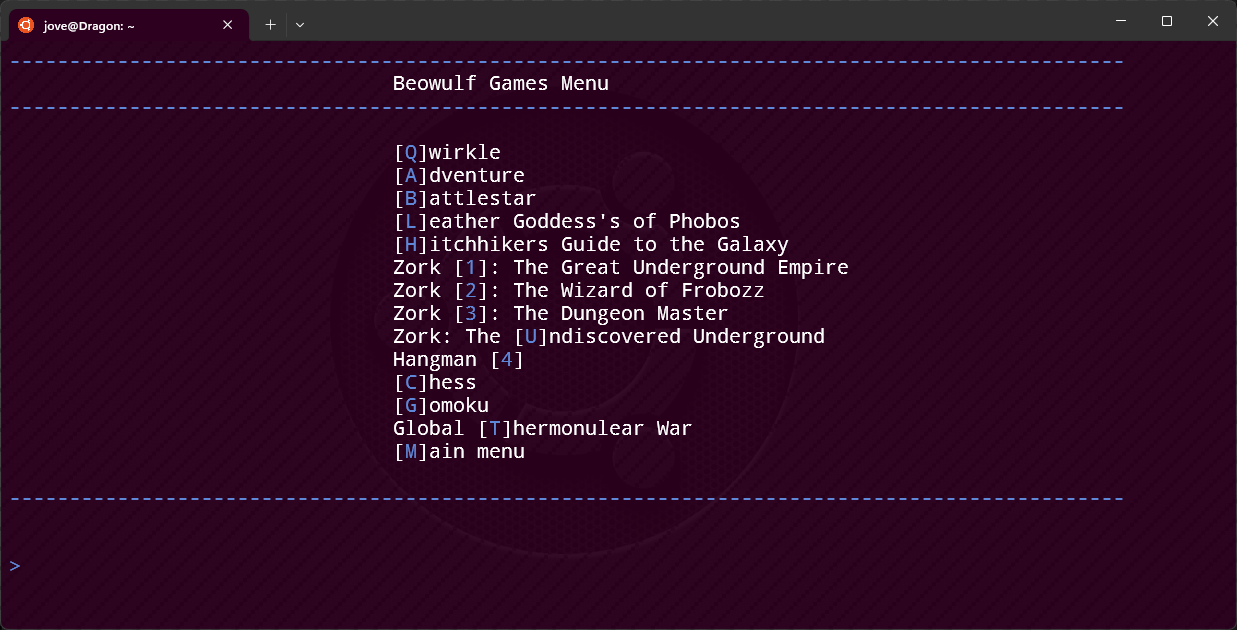 jove@Dragon: ~
--------------------------------------------------------------------------------------------
Beowulf Games Menu
--------------------------------------------------------------------------------------------
[Q]wirkle
[A]dventure
[B]attlestar
[L]eather Goddess's of Phobos
[H]itchhikers Guide to the Galaxy
Zork [1]: The Great Underground Empire
Zork [2]: The Wizard of Frobozz
Zork [3]: The Dungeon Master
Zork: The [U]ndiscovered Underground
Hangman [4]
[C]hess
[G]omoku
Global [T]hermonulear War
[M]ain menu
--------------------------------------------------------------------------------------------
>